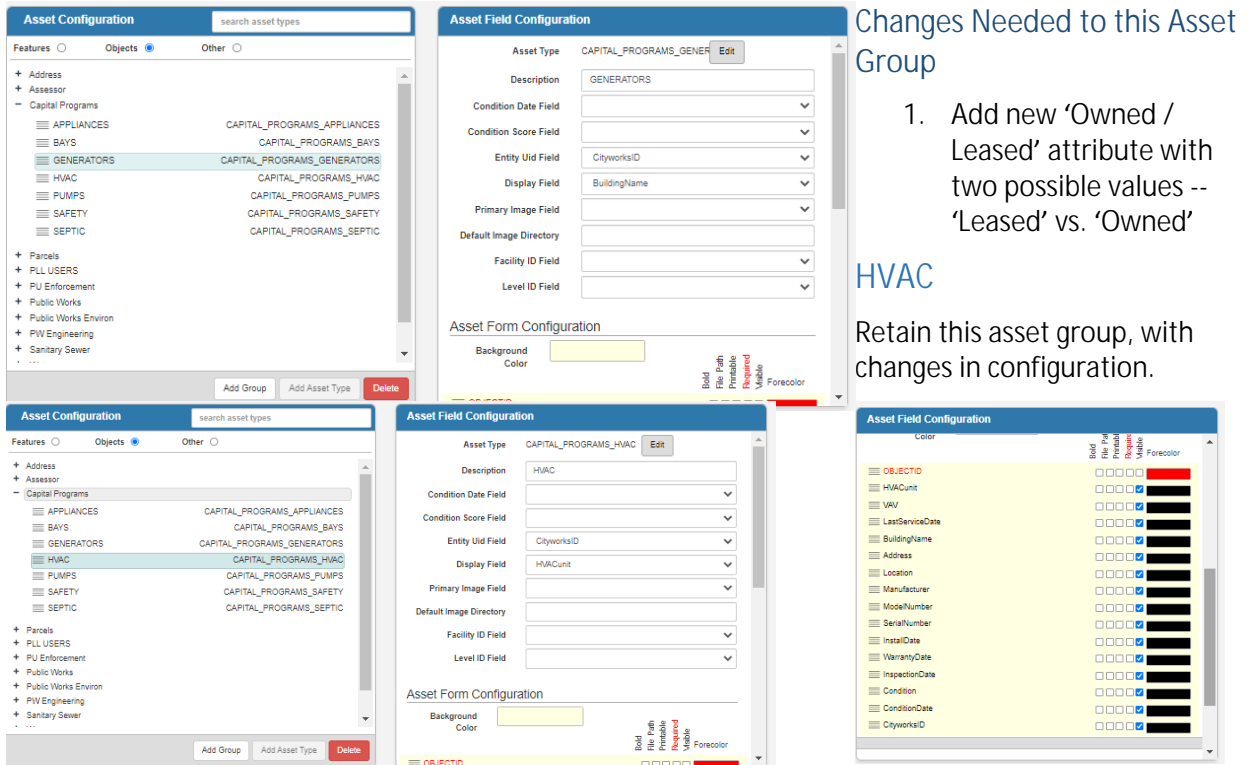 Asset Configuration
search asset types
Features
Objects
Other
+ Address
+ Assessor
− Capital Programs
APPLIANCES CAPITAL_PROGRAMS_APPLIANCES
BAYS CAPITAL_PROGRAMS_BAYS
GENERATORS CAPITAL_PROGRAMS_GENERATORS
HVAC CAPITAL_PROGRAMS_HVAC
PUMPS CAPITAL_PROGRAMS_PUMPS
SAFETY CAPITAL_PROGRAMS_SAFETY
SEPTIC CAPITAL_PROGRAMS_SEPTIC
+ Parcels
+ PLL USERS
+ PU Enforcement
+ Public Works
+ Public Works Environ
+ PW Engineering
+ Sanitary Sewer
Add Group Add Asset Type Delete
Asset Field Configuration
Asset Type CAPITAL_PROGRAMS_GENER Edit
Description GENERATORS
Condition Date Field
Condition Score Field
Entity Uid Field CityworksID
Display Field BuildingName
Primary Image Field
Default Image Directory
Facility ID Field
Level ID Field
Asset Form Configuration
Background
Color
Bold
File Path
Printable
Required
Visible
Forecolor
OBJECTID
Changes Needed to this Asset
Group
1. Add new ‘Owned /
Leased’ attribute with
two possible values --
‘Leased’ vs. ‘Owned’
HVAC
Retain this asset group, with
changes in configuration.
Asset Configuration
search asset types
Features
Objects
Other
+ Address
+ Assessor
− Capital Programs
APPLIANCES CAPITAL_PROGRAMS_APPLIANCES
BAYS CAPITAL_PROGRAMS_BAYS
GENERATORS CAPITAL_PROGRAMS_GENERATORS
HVAC CAPITAL_PROGRAMS_HVAC
PUMPS CAPITAL_PROGRAMS_PUMPS
SAFETY CAPITAL_PROGRAMS_SAFETY
SEPTIC CAPITAL_PROGRAMS_SEPTIC
+ Parcels
+ PLL USERS
+ PU Enforcement
+ Public Works
+ Public Works Environ
+ PW Engineering
+ Sanitary Sewer
Add Group Add Asset Type Delete
Asset Field Configuration
Asset Type CAPITAL_PROGRAMS_HVAC Edit
Description HVAC
Condition Date Field
Condition Score Field
Entity Uid Field CityworksID
Display Field HVACunit
Primary Image Field
Default Image Directory
Facility ID Field
Level ID Field
Asset Form Configuration
Background
Color
Bold
File Path
Printable
Required
Visible
Forecolor
OBJECTID
Asset Field Configuration
Color
Bold
File Pat
Printabl
Require
Visible
Forecolor
OBJECTID
HVACunit
VAV
LastServiceDate
BuildingName
Address
Location
Manufacturer
ModelNumber
SerialNumber
InstallDate
WarrantyDate
InspectionDate
Condition
ConditionDate
CityworksID